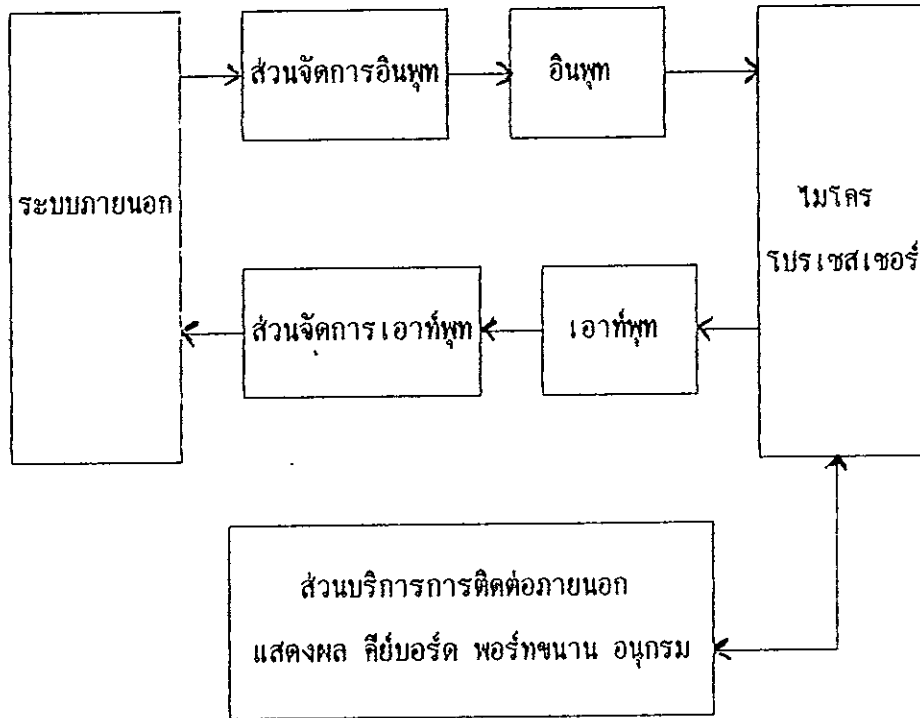 ส่วนจัดการอินพุท
อินพุท
ระบบภายนอก
ไมโคร
โปรเซสเซอร์
ส่วนจัดการเอาท์พุท
เอาท์พุท
ส่วนบริการการติดต่อภายนอก
แสดงผล คีย์บอร์ด พอร์ทขนาน อนุกรม